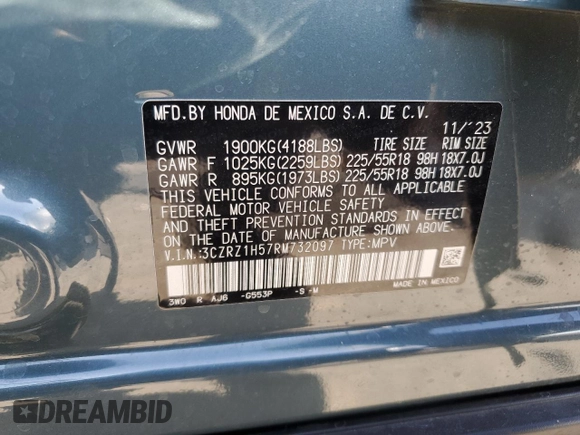 MFD.BY HONDA DE MEXICO S.A. DE C.V.
11/'23
GVWR 1900KG(4188LBS) TIRE SIZE RIM SIZE
GAWR F 1025KG(2259LBS) 225/55R18 98H 18X7.0J
GAWR R 895KG(1973LBS) 225/55R18 98H 18X7.0J
THIS VEHICLE CONFORMS TO ALL APPLICABLE
FEDERAL MOTOR VEHICLE SAFETY
AND THEFT PREVENTION STANDARDS IN EFFECT
ON THE DATE OF MANUFACTURE SHOWN ABOVE.
V.I.N.:3CZRZ1H57RM732097 TYPE:MPV
3W0 R AJ6 -G553P -S -M
MADE IN MEXICO
DREAMBID